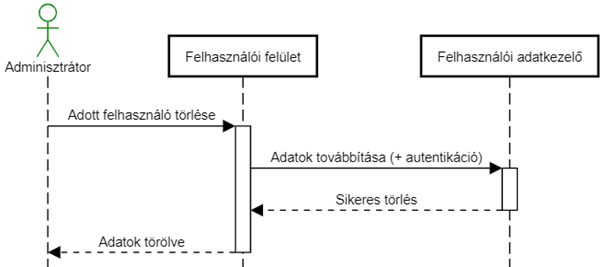 Adminisztrátor
Felhasználói felület
Felhasználói adatkezelő
Adott felhasználó törlése
Adatok továbbítása (+ autentikáció)
Sikeres törlés
Adatok törölve